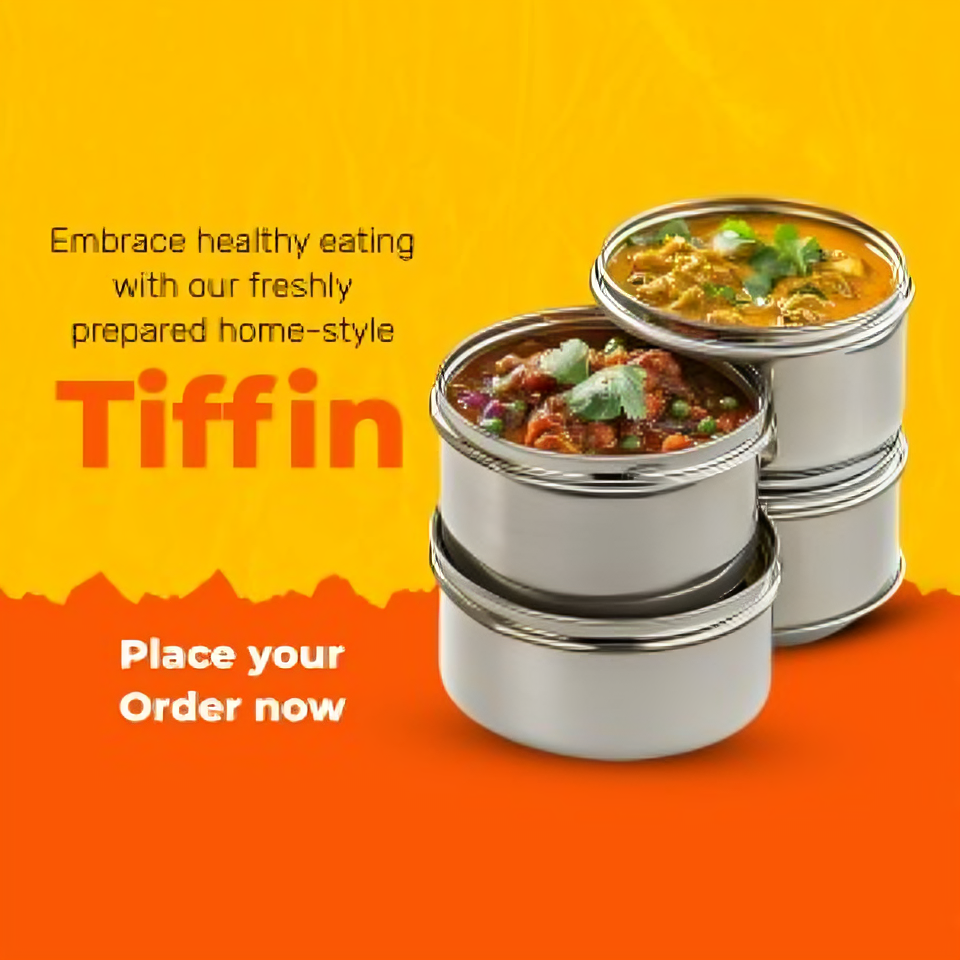 Embrace healthy eating
with our freshly
prepared home-style
Tiffin
Place your
Order now